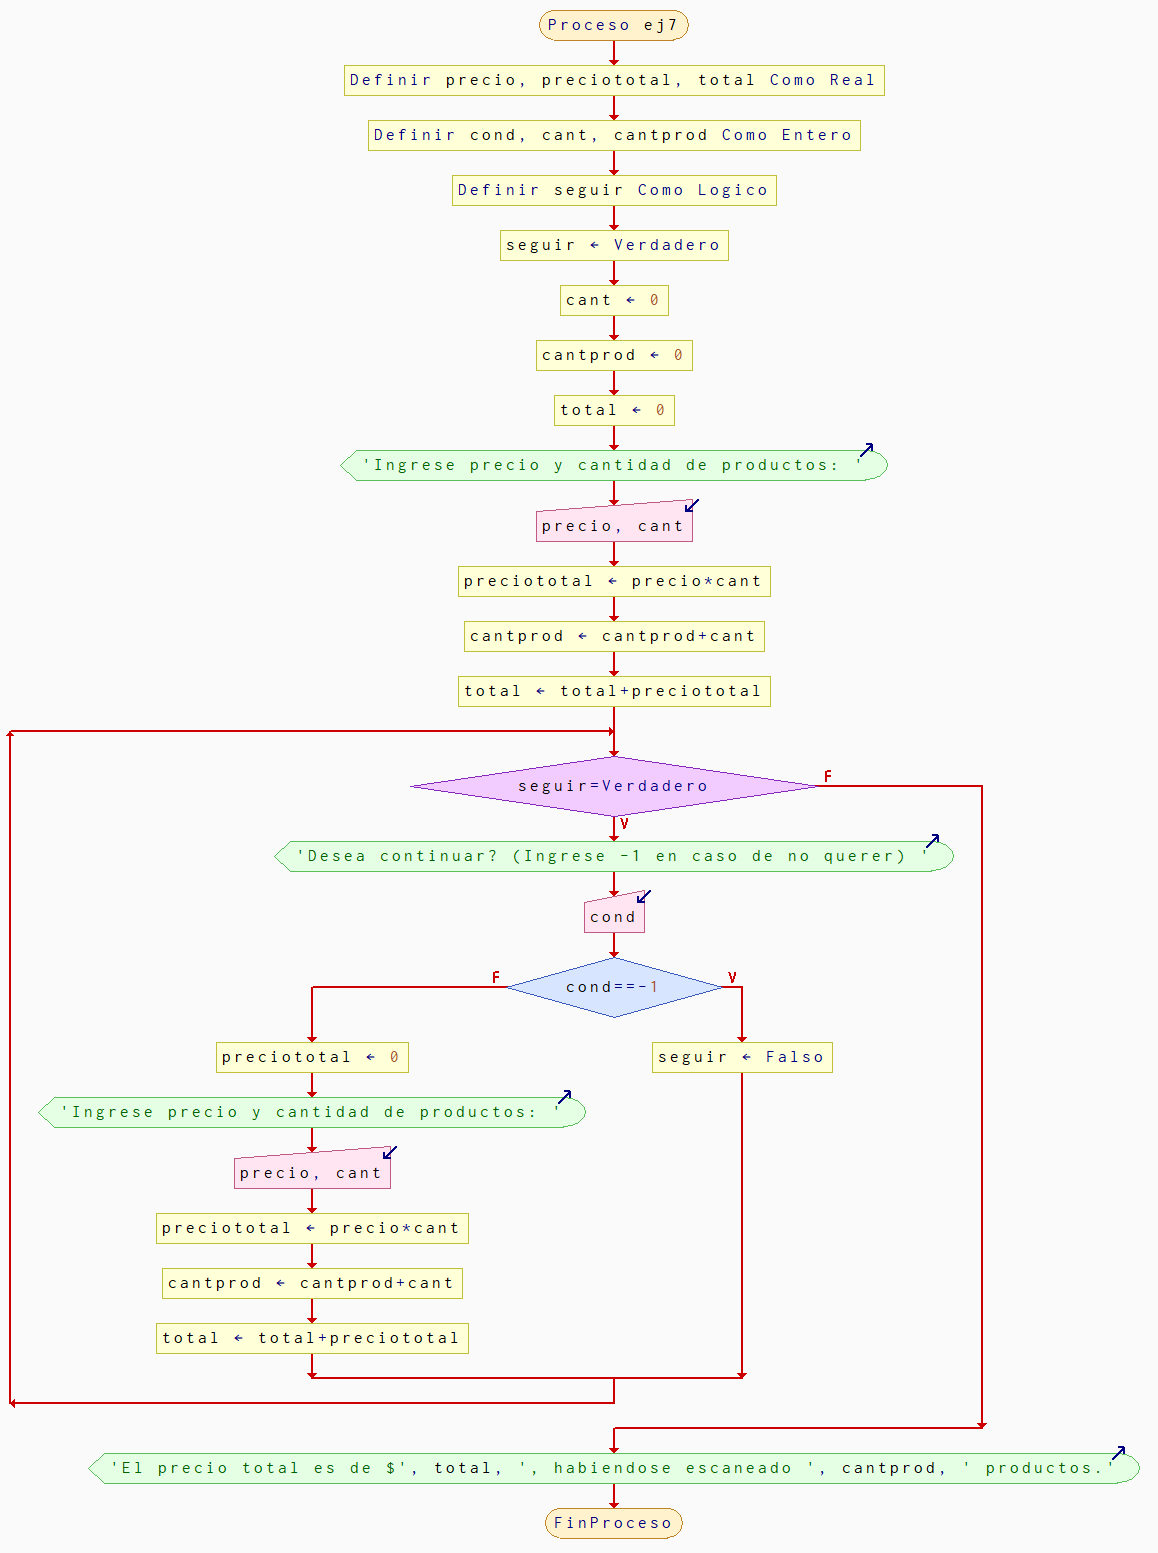 Proceso ej7
Definir precio, preciototal, total Como Real
Definir cond, cant, cantprod Como Entero
Definir seguir Como Logico
seguir ← Verdadero
cant ← 0
cantprod ← 0
total ← 0
'Ingrese precio y cantidad de productos: '
precio, cant
preciototal ← precio*cant
cantprod ← cantprod+cant
total ← total+preciototal
seguir=Verdadero
F
V
'Desea continuar? (Ingrese -1 en caso de no querer) '
cond
F
cond==-1
V
preciototal ← 0
seguir ← Falso
'Ingrese precio y cantidad de productos: '
precio, cant
preciototal ← precio*cant
cantprod ← cantprod+cant
total ← total+preciototal
'El precio total es de $', total, ', habiendose escaneado ', cantprod, ' productos.'
FinProceso